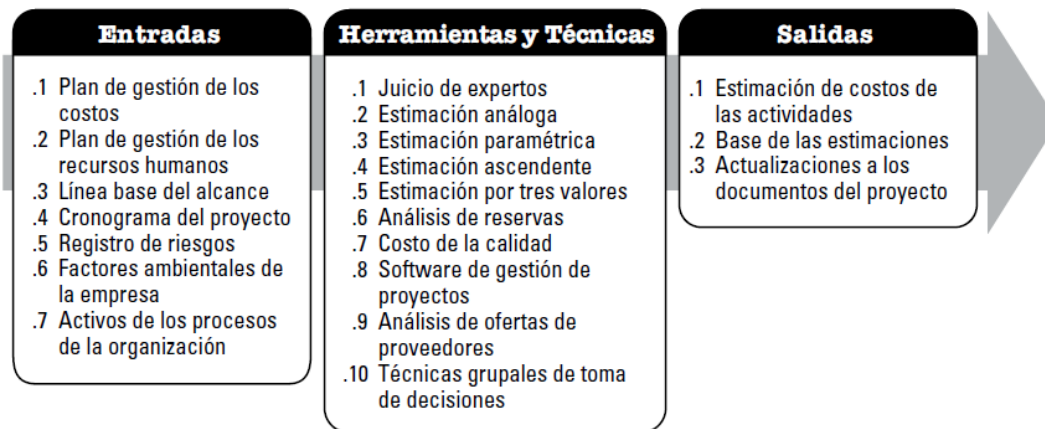 Entradas
.1 Plan de gestión de los
costos
.2 Plan de gestión de los
recursos humanos
.3 Línea base del alcance
.4 Cronograma del proyecto
.5 Registro de riesgos
.6 Factores ambientales de
la empresa
.7 Activos de los procesos
de la organización
Herramientas y Técnicas
.1 Juicio de expertos
.2 Estimación análoga
.3 Estimación paramétrica
.4 Estimación ascendente
.5 Estimación por tres valores
.6 Análisis de reservas
.7 Costo de la calidad
.8 Software de gestión de
proyectos
.9 Análisis de ofertas de
proveedores
.10 Técnicas grupales de toma
de decisiones
Salidas
.1 Estimación de costos de
las actividades
.2 Base de las estimaciones
.3 Actualizaciones a los
documentos del proyecto